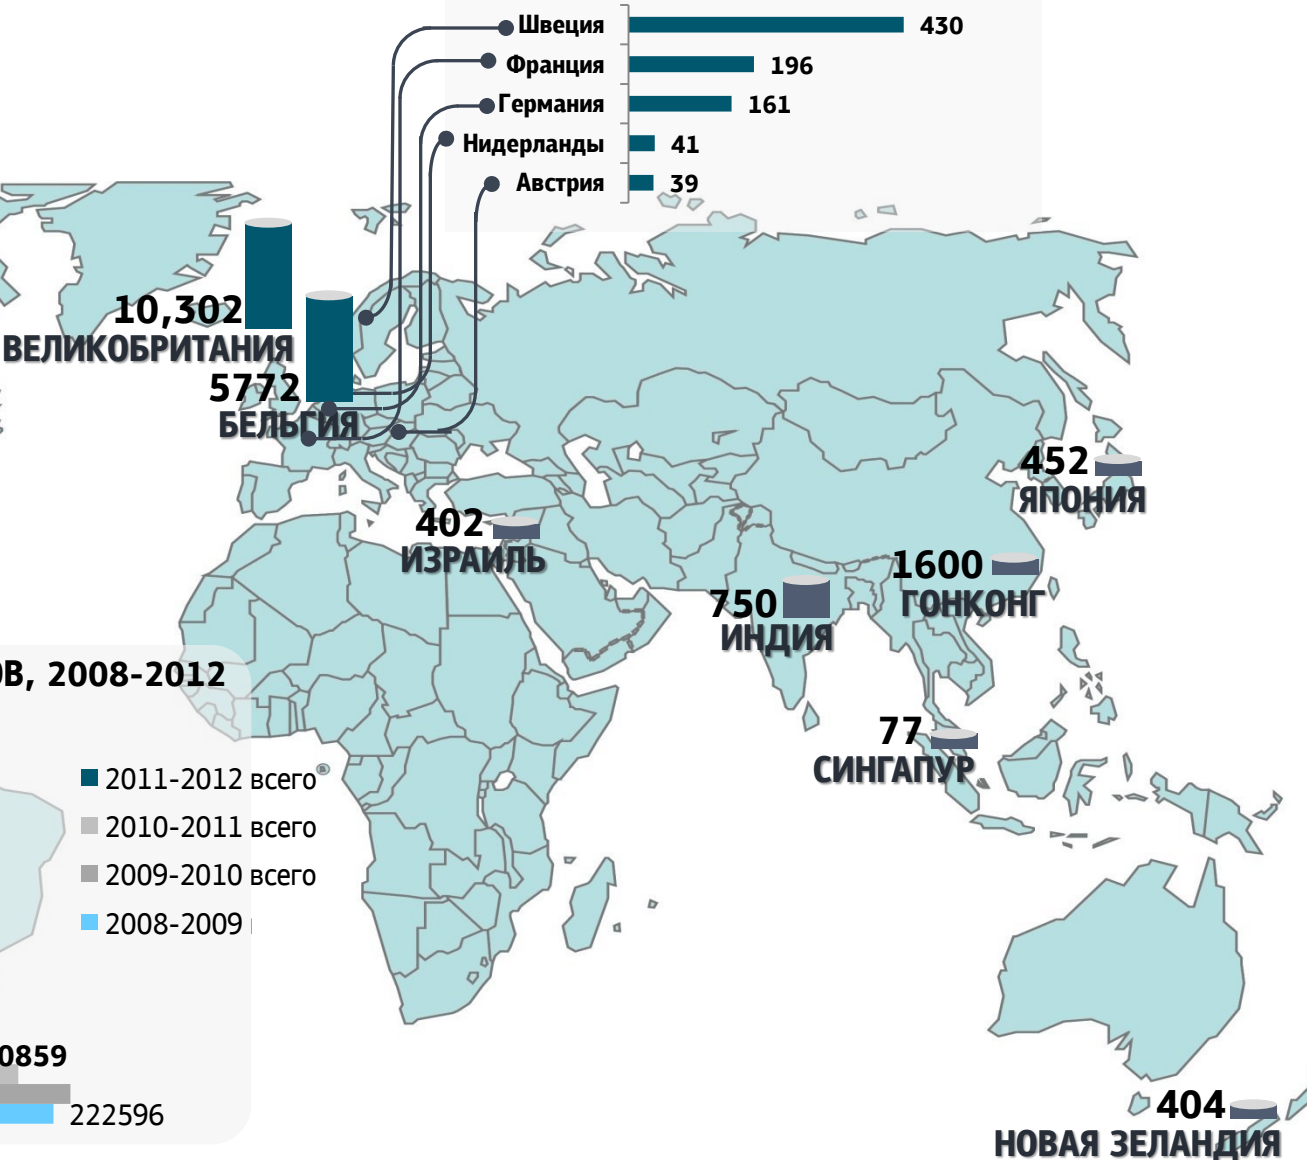 Швеция 430
Франция 196
Германия 161
Нидерланды 41
Австрия 39
10,302
ВЕЛИКОБРИТАНИЯ
5772
БЕЛЬГИЯ
452
ЯПОНИЯ
402
ИЗРАИЛЬ
1600
ГОНКОНГ
750
ИНДИЯ
77
СИНГАПУР
ОВ, 2008-2012
2011-2012 всего
2010-2011 всего
2009-2010 всего
2008-2009
0859
222596
404
НОВАЯ ЗЕЛАНДИЯ